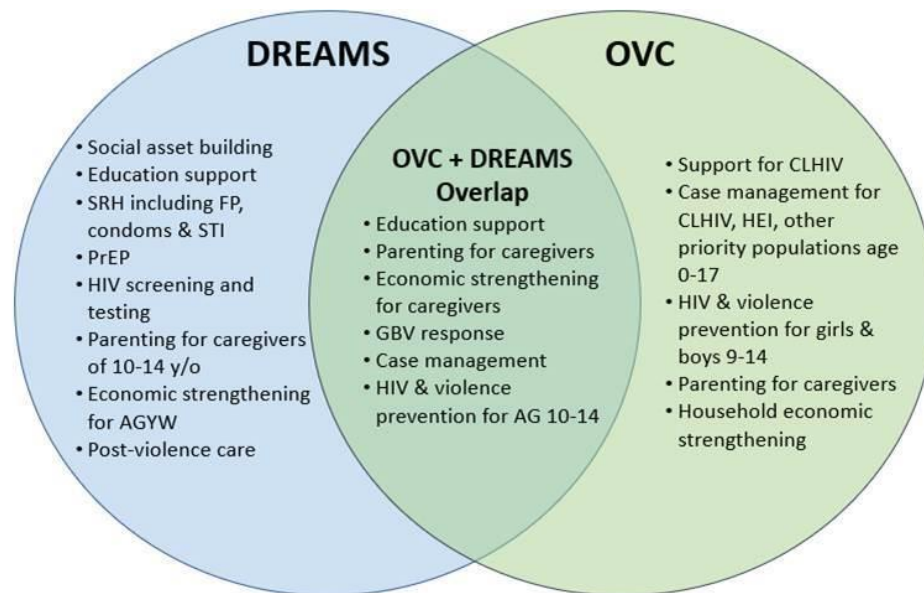 DREAMS
• Social asset building
• Education support
• SRH including FP,
condoms & STI
• PrEP
• HIV screening and
testing
• Parenting for caregivers
of 10-14 y/o
• Economic strengthening
for AGYW
• Post-violence care
OVC + DREAMS
Overlap
• Education support
• Parenting for caregivers
• Economic strengthening
for caregivers
• GBV response
• Case management
• HIV & violence
prevention for AG 10-14
OVC
• Support for CLHIV
• Case management for
CLHIV, HEI, other
priority populations age
0-17
• HIV & violence
prevention for girls &
boys 9-14
• Parenting for caregivers
• Household economic
strengthening